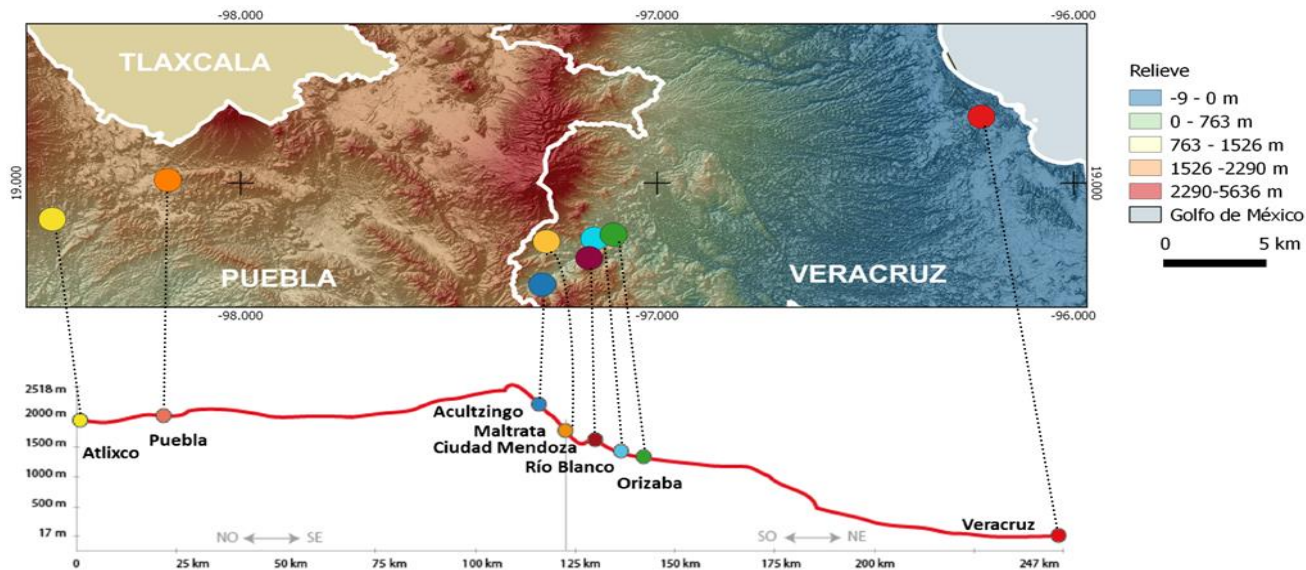 -98.000
-97.000
-96.000
TLAXCALA
19.000
19.000
PUEBLA
VERACRUZ
-98.000
-97.000
-96.000
Relieve
-9 - 0 m
0 - 763 m
763 - 1526 m
1526 -2290 m
2290-5636 m
Golfo de México
0 5 km
2518 m
2000 m
1500 m
1000 m
500 m
17 m
Atlixco
Puebla
Acultzingo
Maltrata
Ciudad Mendoza
Río Blanco
Orizaba
Veracruz
NO SE
SO NE
0 25 km 50 km 75 km 100 km 125 km 150 km 175 km 200 km 247 km